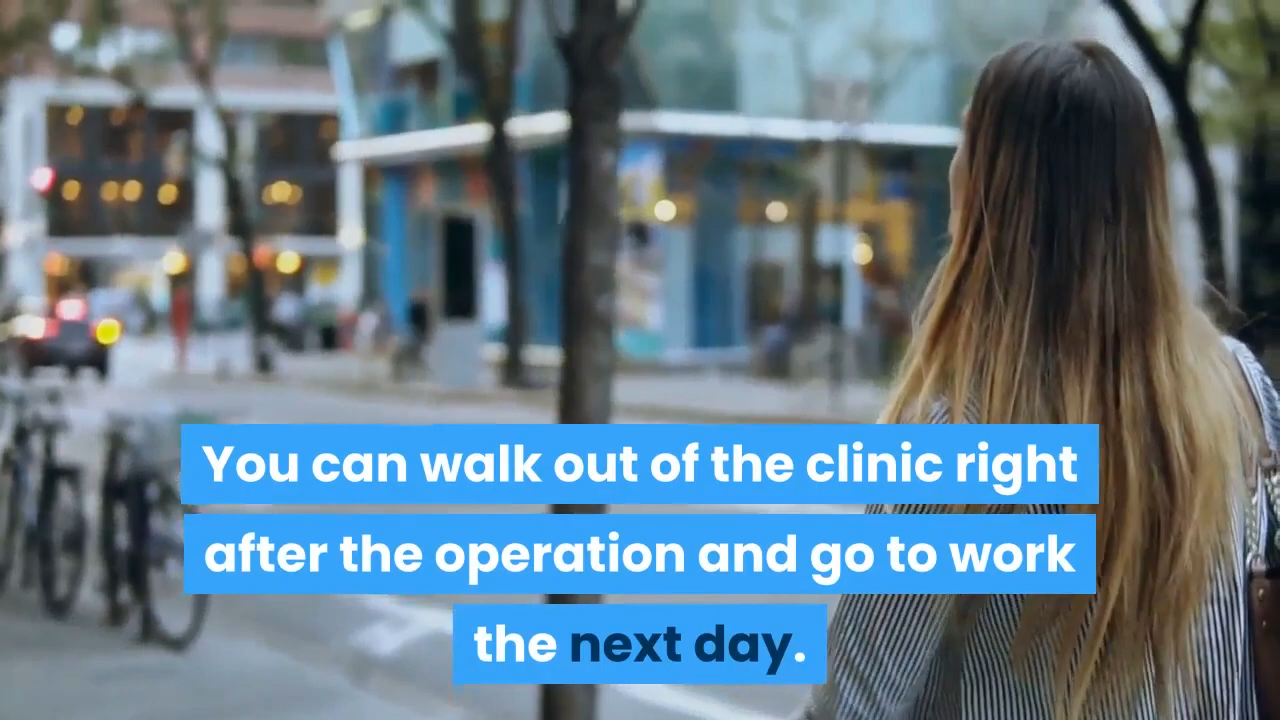 You can walk out of the clinic right
after the operation and go to work
the next day.